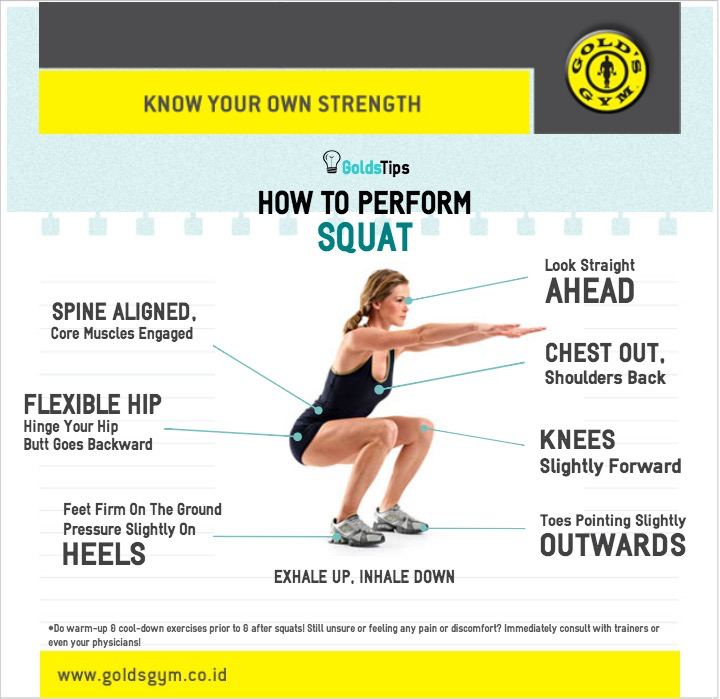 GOLD'S GYM
KNOW YOUR OWN STRENGTH
GoldsTips
HOW TO PERFORM
SQUAT
Look Straight
AHEAD
SPINE ALIGNED,
Core Muscles Engaged
CHEST OUT,
Shoulders Back
FLEXIBLE HIP
Hinge Your Hip
Butt Goes Backward
KNEES
Slightly Forward
Feet Firm On The Ground
Pressure Slightly On
HEELS
Toes Pointing Slightly
OUTWARDS
EXHALE UP, INHALE DOWN
*Do warm-up & cool-down exercises prior to & after squats! Still unsure or feeling any pain or discomfort? Immediately consult with trainers or
even your physicians!
www.goldsgym.co.id